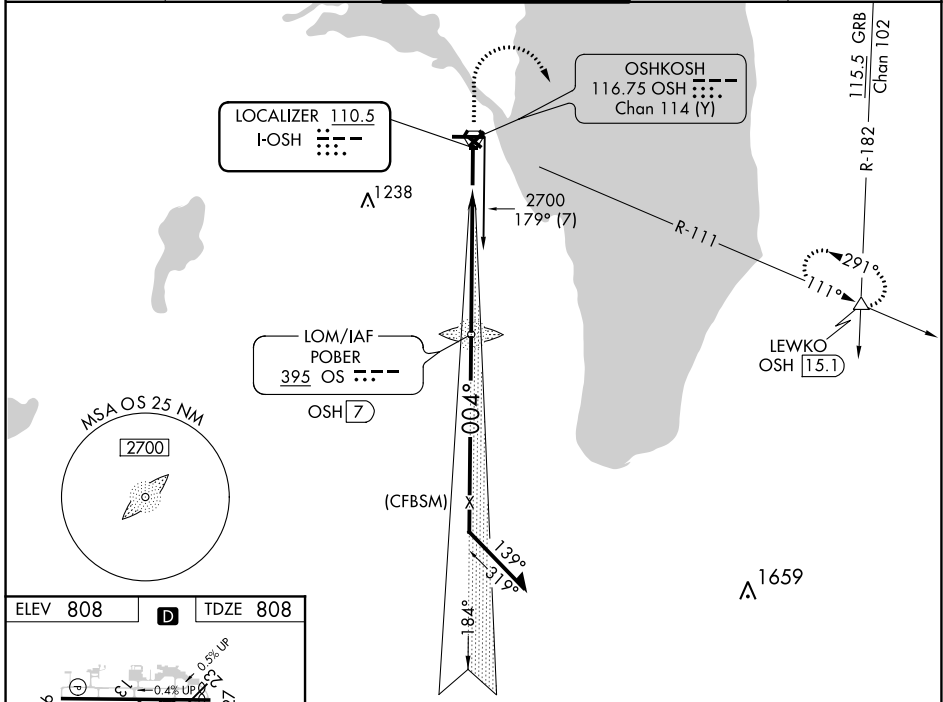 115.5 GRB
Chan 102
R-182
OSHKOSH
116.75 OSH
Chan 114 (Y)
LOCALIZER 110.5
I-OSH
1238
2700
179° (7)
R-111
291°
111°
LEWKO
OSH 15.1
LOM/IAF
POBER
395 OS
OSH 7
004°
MSA OS 25 NM
2700
(CFBSM)
X
139°
319°
184°
1659
ELEV 808
D
TDZE 808
0.5% UP
0.4% UP
P
13
23